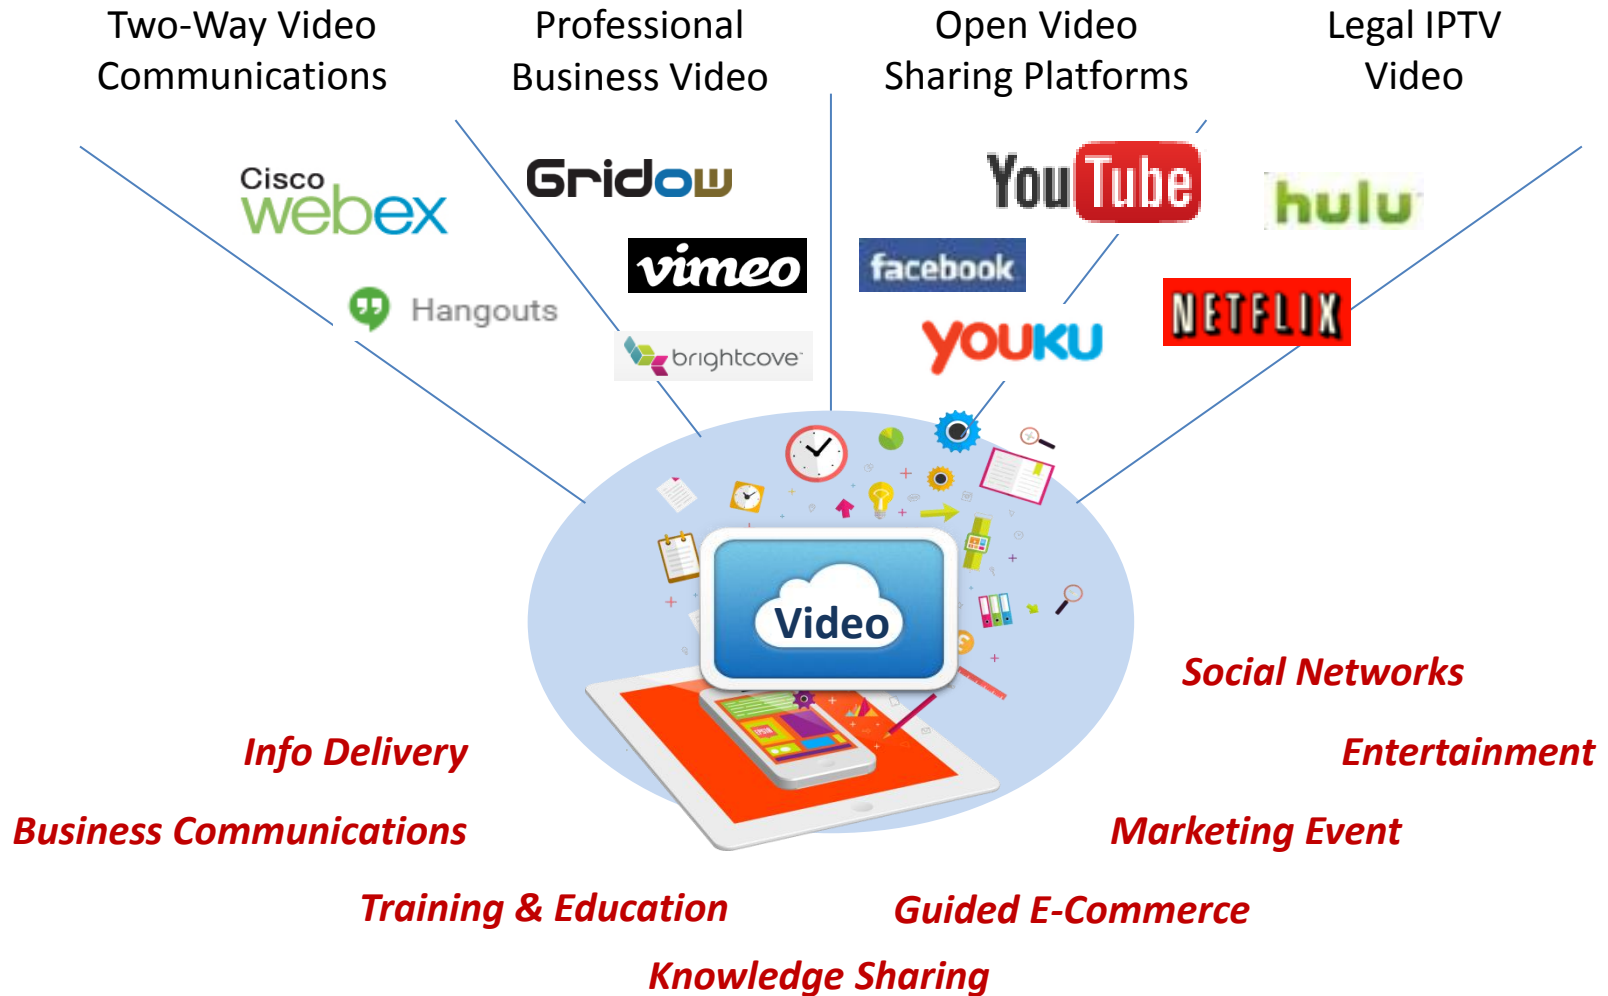 Two-Way Video
Communications
Professional
Business Video
Open Video
Sharing Platforms
Legal IPTV
Video
Cisco
webex
Hangouts
Gridow
vimeo
brightcove
YouTube
facebook
YOUKU
hulu
NETFLIX
Video
Social Networks
Info Delivery
Entertainment
Business Communications
Marketing Event
Training & Education
Guided E-Commerce
Knowledge Sharing